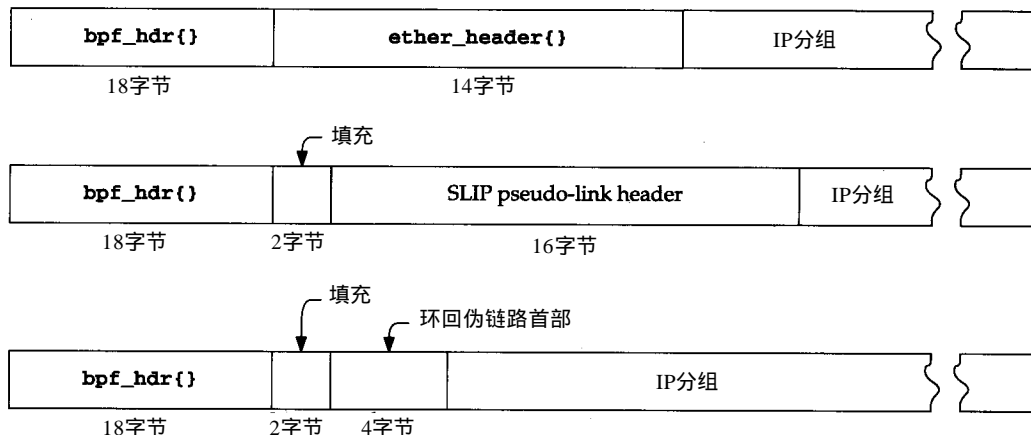 bpf_hdr{} ether_header{} IP分组
18字节 14字节
填充
bpf_hdr{} SLIP pseudo-link header IP分组
18字节 2字节 16字节
填充
环回伪链路首部
bpf_hdr{} IP分组
18字节 2字节 4字节